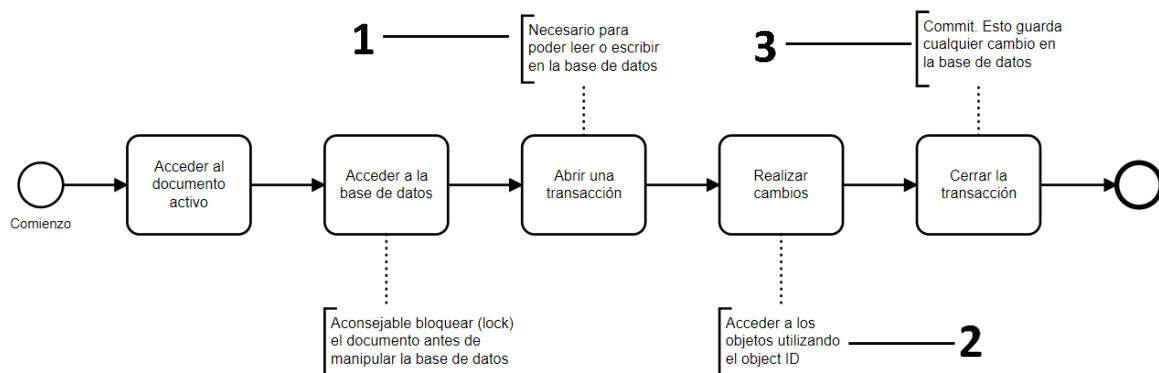 1
Necesario para
poder leer o escribir
en la base de datos
3
Commit. Esto guarda
cualquier cambio en
la base de datos
Comienzo
Acceder al
documento
activo
Acceder a la
base de datos
Abrir una
transacción
Realizar
cambios
Cerrar la
transacción
Aconsejable bloquear (lock)
el documento antes de
manipular la base de datos
Acceder a los
objetos utilizando
el object ID
2